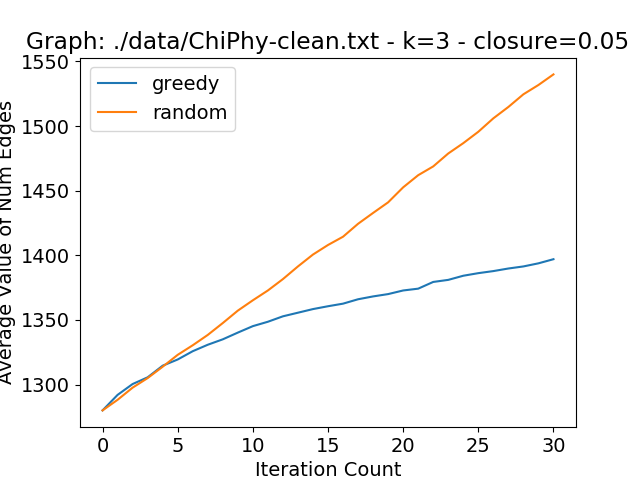 Graph: ./data/ChiPhy-clean.txt - k=3 - closure=0.05
greedy
random
1550
1500
1450
1400
1350
1300
Average Value of Num Edges
0 5 10 15 20 25 30
Iteration Count